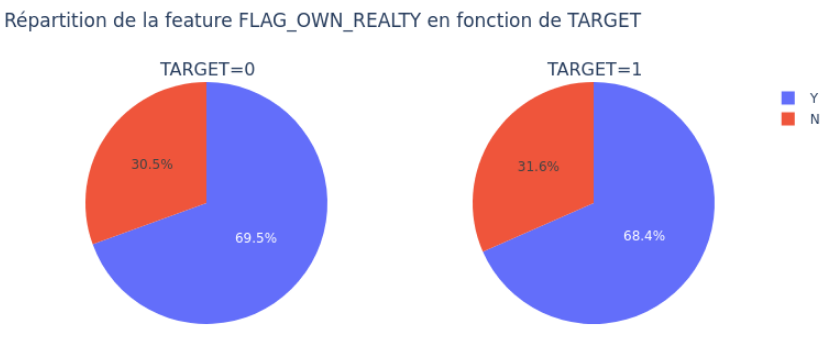 Répartition de la feature FLAG_OWN_REALTY en fonction de TARGET
TARGET=0
TARGET=1
Y
N
30.5%
69.5%
31.6%
68.4%